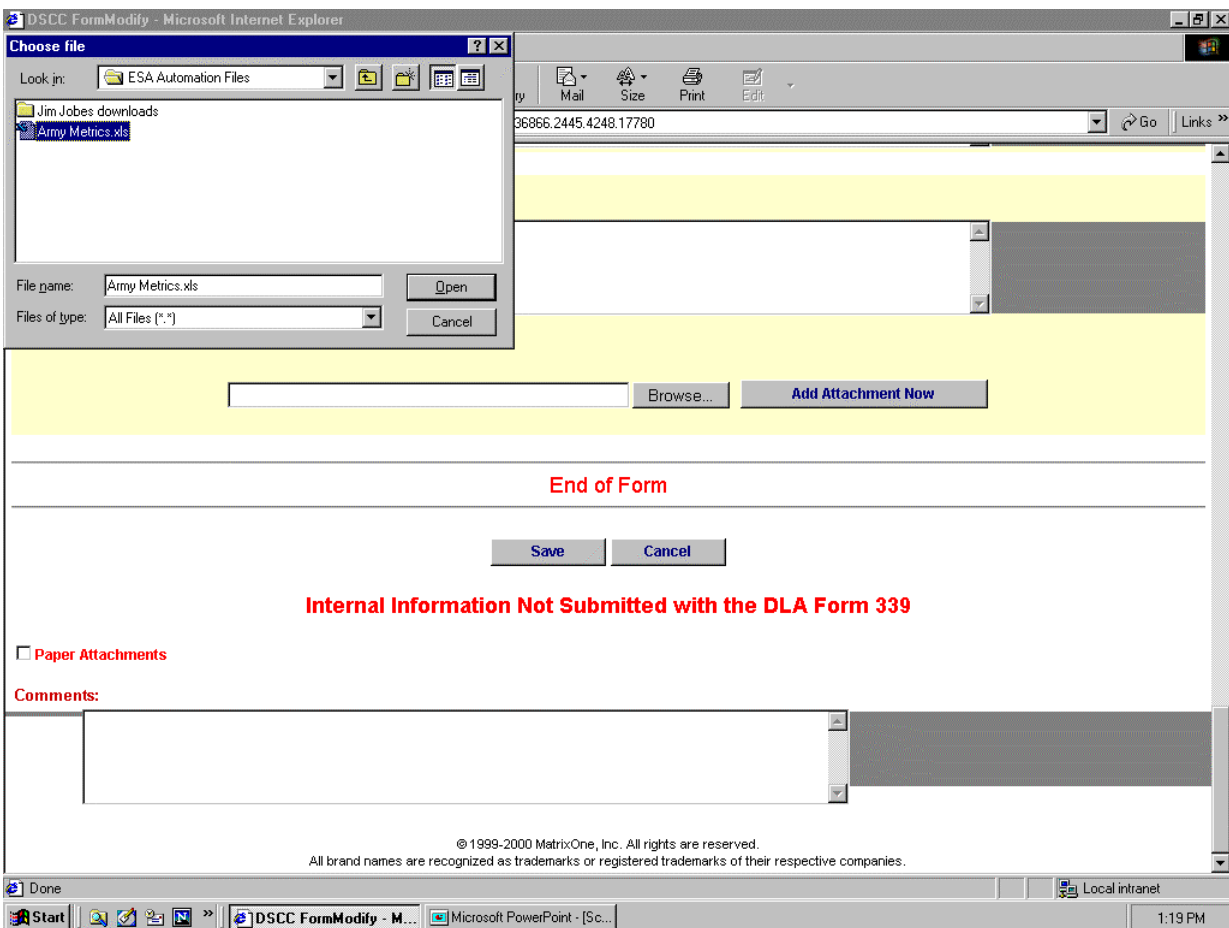 DSCC FormModify - Microsoft Internet Explorer
Choose file
Look in:
ESA Automation Files
Jim Jobes downloads
Army Metrics.xls
File name:
Army Metrics.xls
Open
Files of type:
All Files (*.*)
Cancel
ry
Mail
Size
Print
Edit
36866.2445.4248.17780
Go
Links »
Browse...
Add Attachment Now
End of Form
Save
Cancel
Internal Information Not Submitted with the DLA Form 339
Paper Attachments
Comments:
© 1999-2000 MatrixOne, Inc. All rights are reserved.
All brand names are recognized as trademarks or registered trademarks of their respective companies.
Done
Local intranet
Start
»
DSCC FormModify - M...
Microsoft PowerPoint - [Sc...
1:19 PM